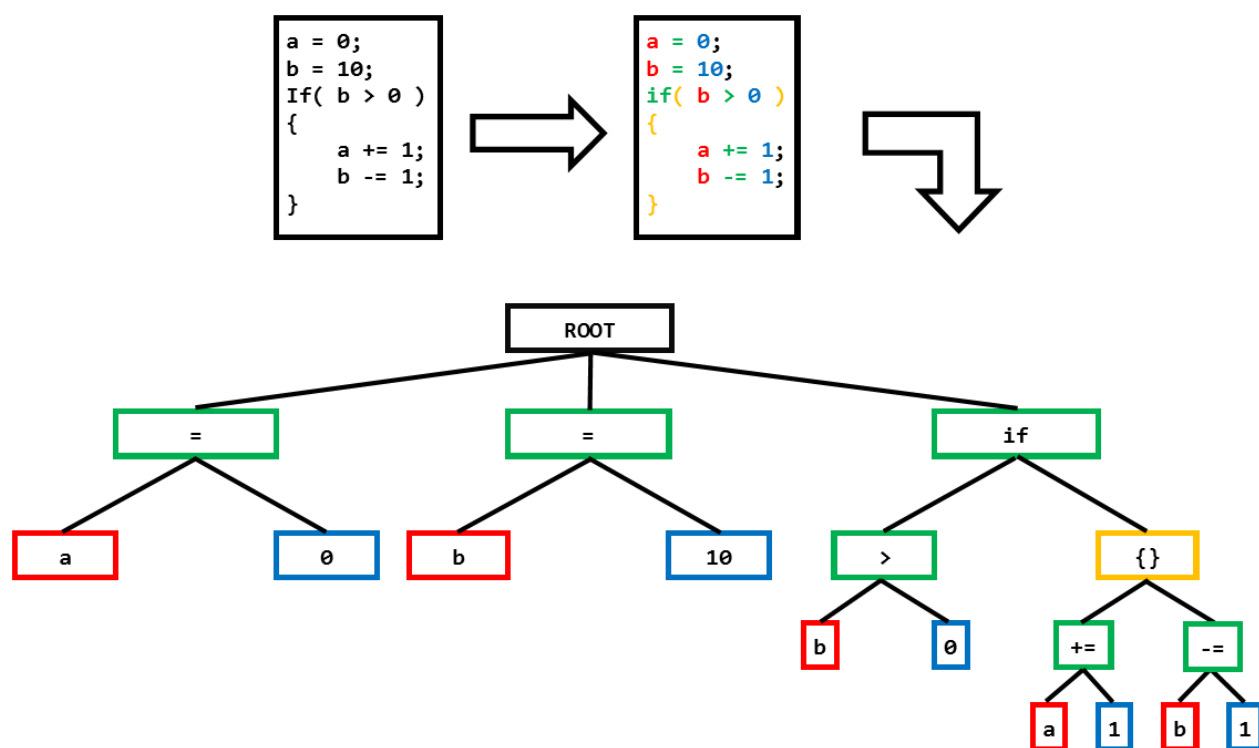 a = 0;
b = 10;
If( b > 0 )
{
a += 1;
b -= 1;
}
a = 0;
b = 10;
if( b > 0 )
{
a += 1;
b -= 1;
}
ROOT
= = if
a 0 b 10 > {}
b 0 += -=
a 1 b 1